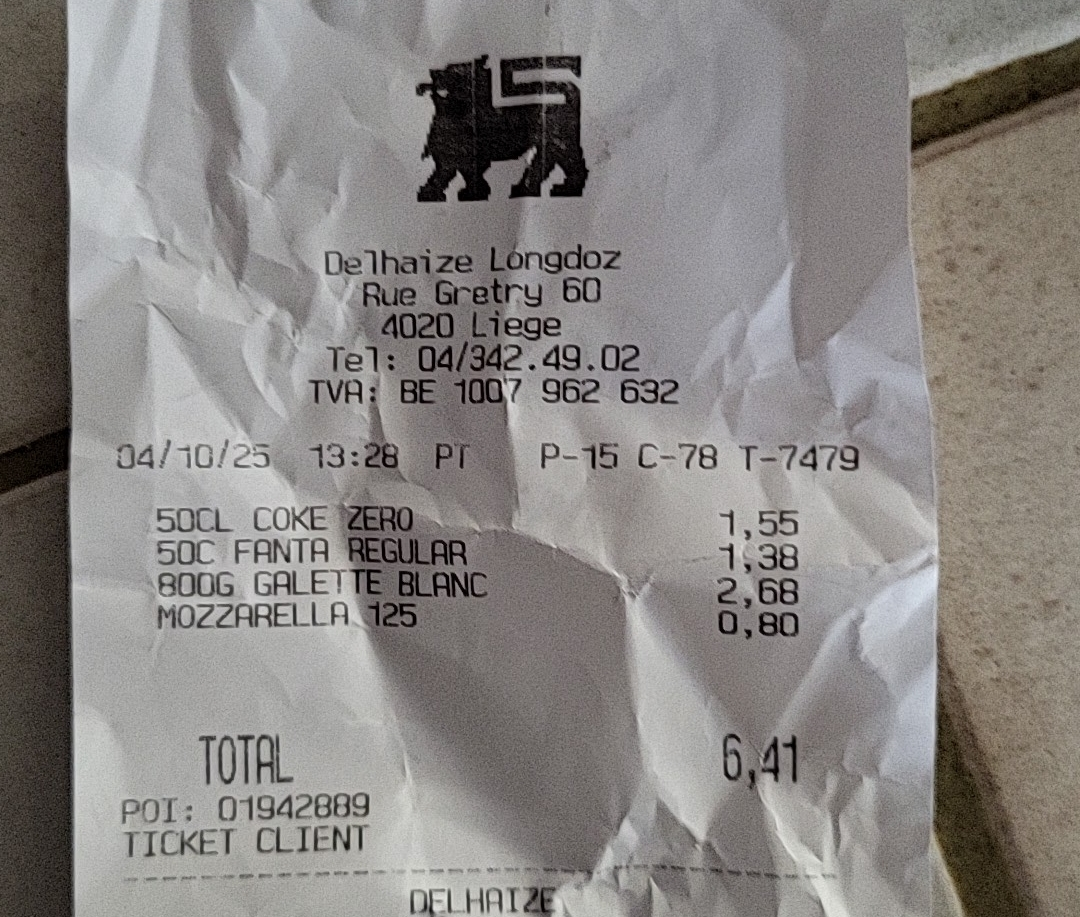 Delhaize Longdoz
Rue Gretry 60
4020 Liege
Tel: 04/342.49.02
TVA: BE 1007 962 632
04/10/25 13:28 PT P-15 C-78 T-7479
50CL COKE ZERO 1,55
50C FANTA REGULAR 1,38
800G GALETTE BLANC 2,68
MOZZARELLA 125 0,80
TOTAL 6,41
POI: 01942889
TICKET CLIENT
DELHAIZE